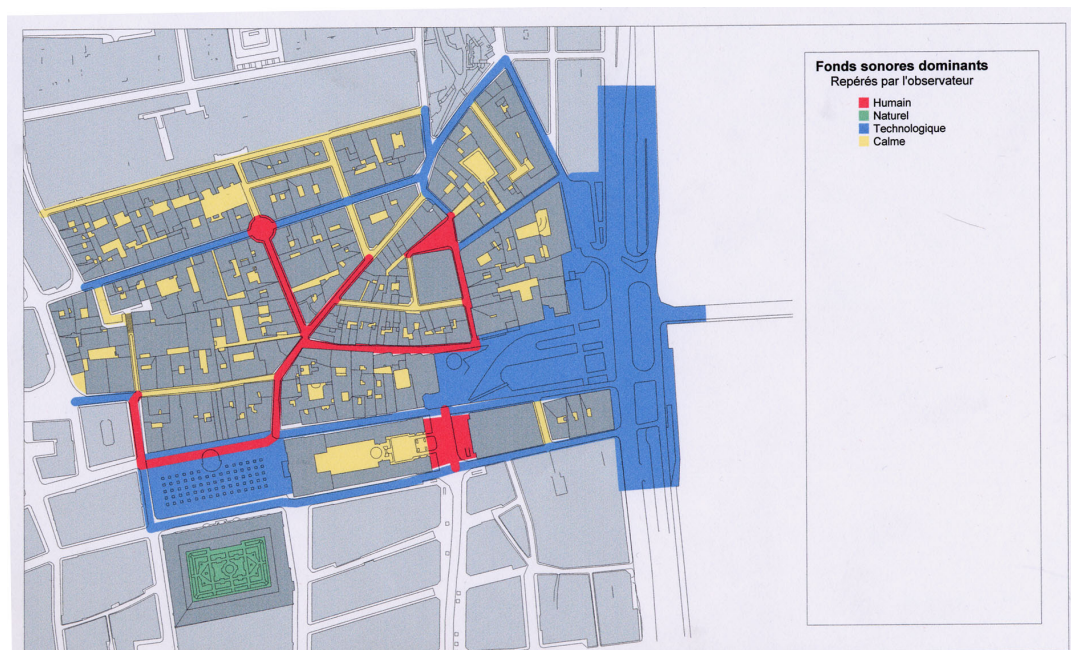 Fonds sonores dominants
Repérés par l'observateur
Humain
Naturel
Technologique
Calme